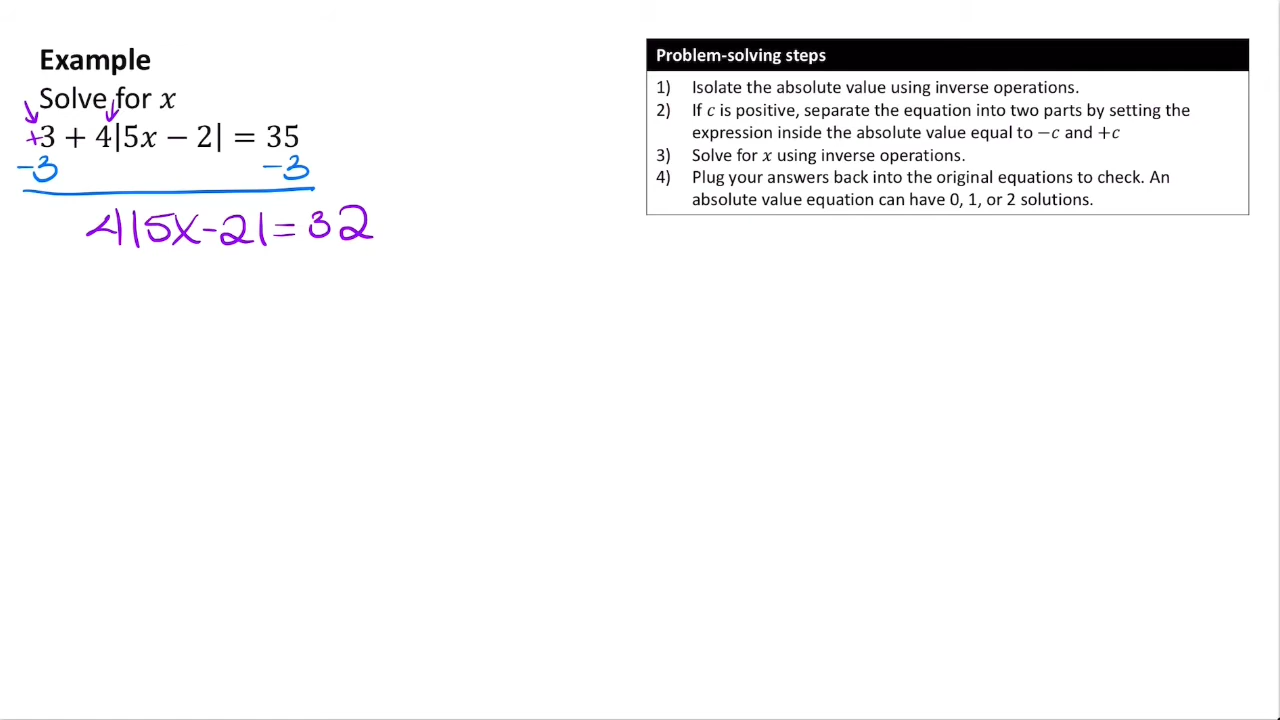 Example
Solve for x
+3 + 4|5x − 2| = 35
−3 −3
4|5x-2|=32
Problem-solving steps
1) Isolate the absolute value using inverse operations.
2) If c is positive, separate the equation into two parts by setting the
expression inside the absolute value equal to −c and +c
3) Solve for x using inverse operations.
4) Plug your answers back into the original equations to check. An
absolute value equation can have 0, 1, or 2 solutions.